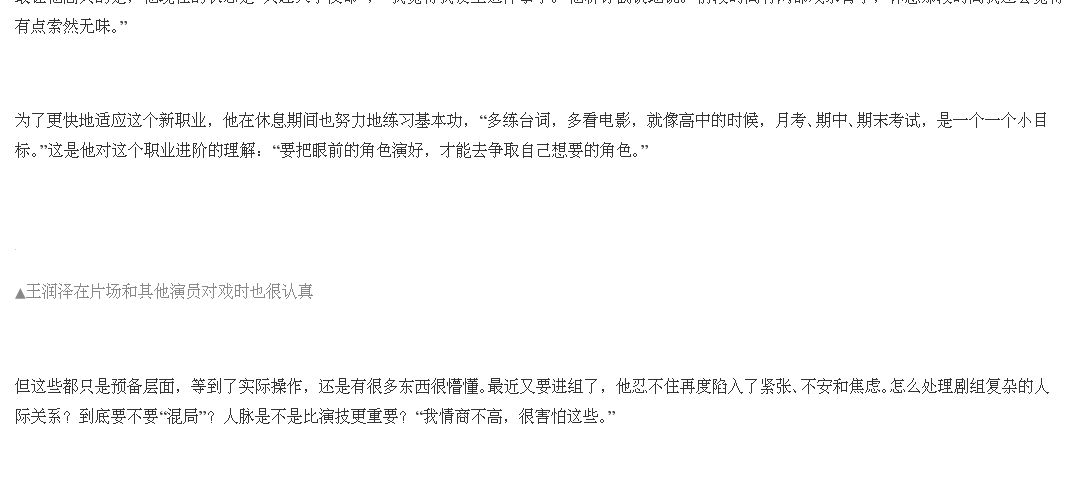 有点索然无味。”
为了更快地适应这个新职业，他在休息期间也努力地练习基本功，“多练台词，多看电影，就像高中的时候，月考、期中、期末考试，是一个一个小目
标。”这是他对这个职业进阶的理解：“要把眼前的角色演好，才能去争取自己想要的角色。”
▲王润泽在片场和其他演员对戏时也很认真
但这些都只是预备层面，等到了实际操作，还是有很多东西很懵懂。最近又要进组了，他忍不住再度陷入了紧张、不安和焦虑。怎么处理剧组复杂的人
际关系？到底要不要“混局”？人脉是不是比演技更重要？“我情商不高，很害怕这些。”